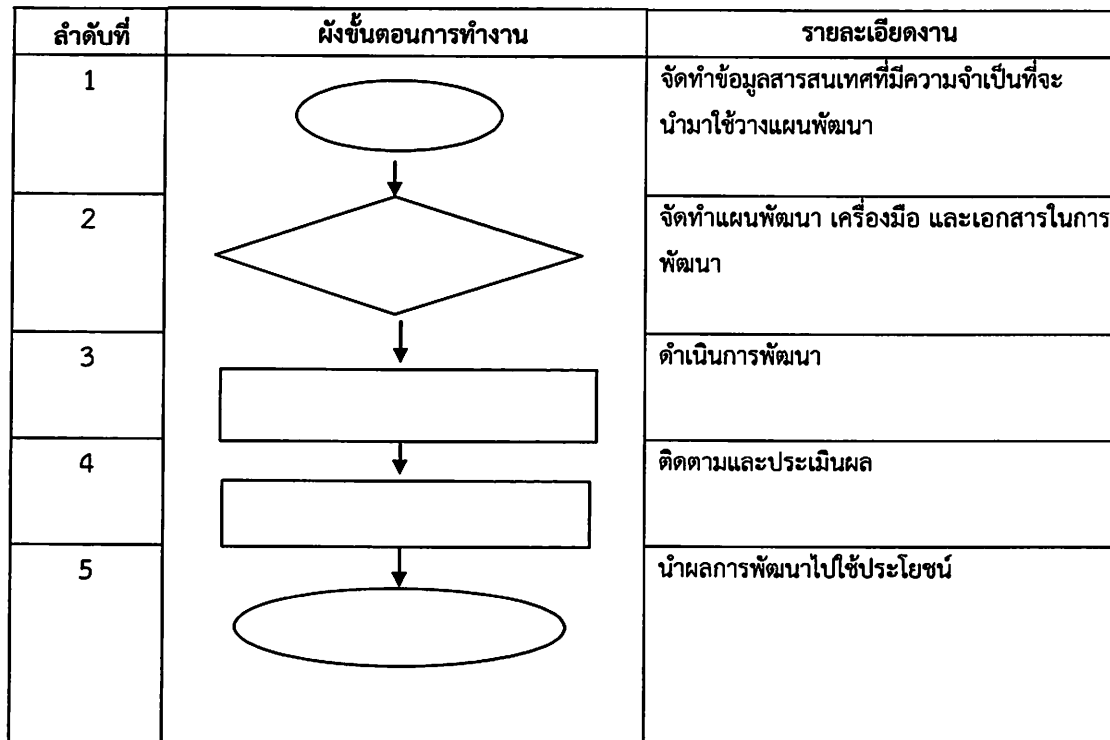 ลำดับที่ ผังขั้นตอนการทำงาน รายละเอียดงาน
1 จัดทำข้อมูลสารสนเทศที่มีความจำเป็นที่จะ
นำมาใช้วางแผนพัฒนา
2 จัดทำแผนพัฒนา เครื่องมือ และเอกสารในการ
พัฒนา
3 ดำเนินการพัฒนา
4 ติดตามและประเมินผล
5 นำผลการพัฒนาไปใช้ประโยชน์